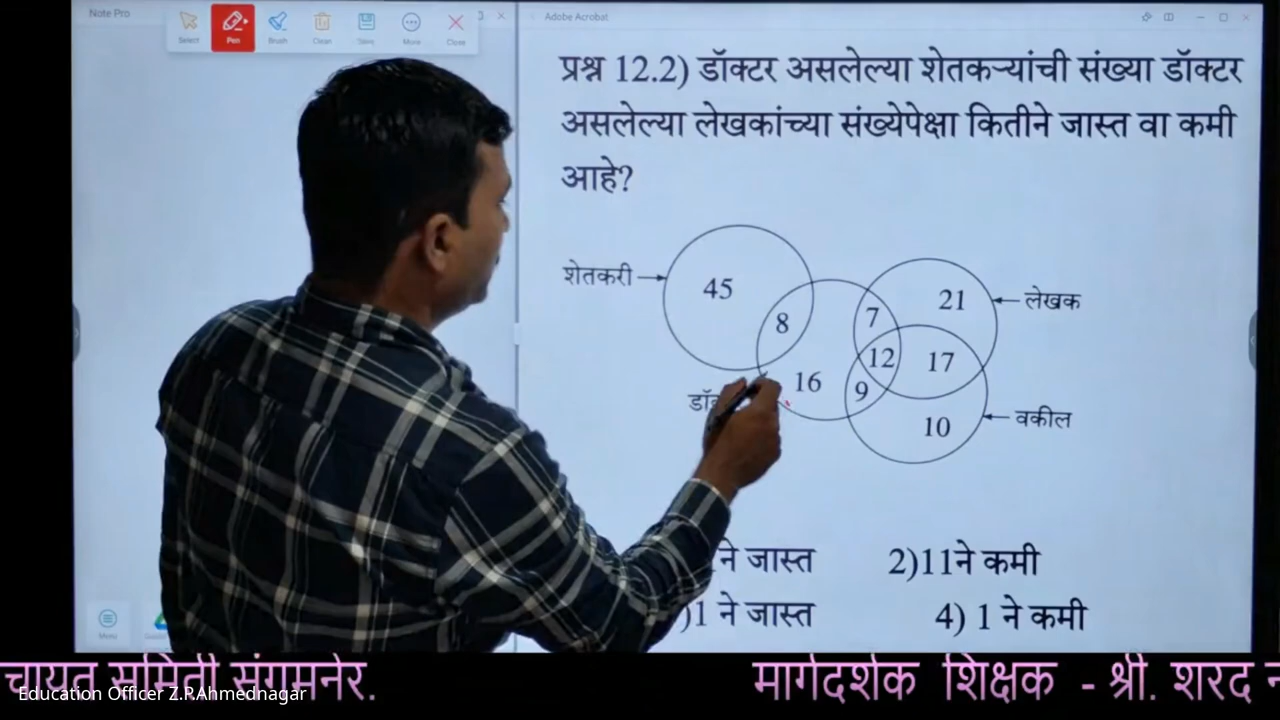 Note Pro
Select Pen Brush Clean Save More Close
Adobe Acrobat
प्रश्न 12.2) डॉक्टर असलेल्या शेतकऱ्यांची संख्या डॉक्टर
असलेल्या लेखकांच्या संख्येपेक्षा कितीने जास्त वा कमी
आहे?
शेतकरी
45
8
7
21
लेखक
12
17
16
9
10
वकील
ने जास्त 2)11ने कमी
)1 ने जास्त 4) 1 ने कमी
Menu
चायत समिती संगमनेर. मार्गदर्शक शिक्षक - श्री. शरद
Education Officer Z.P.Ahmednagar